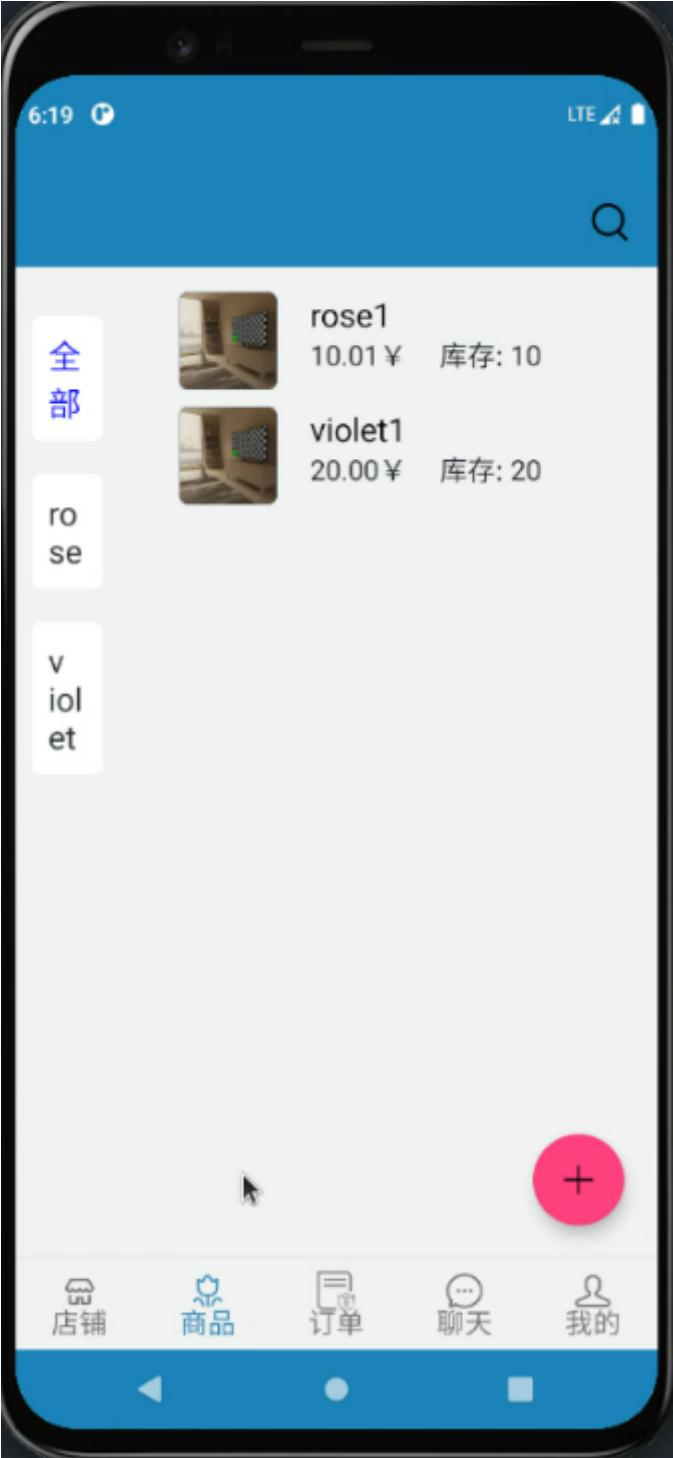 6:19
LTE
全
部
ro
se
v
iol
et
rose1
10.01￥ 库存: 10
violet1
20.00￥ 库存: 20
店铺 商品 订单 聊天 我的